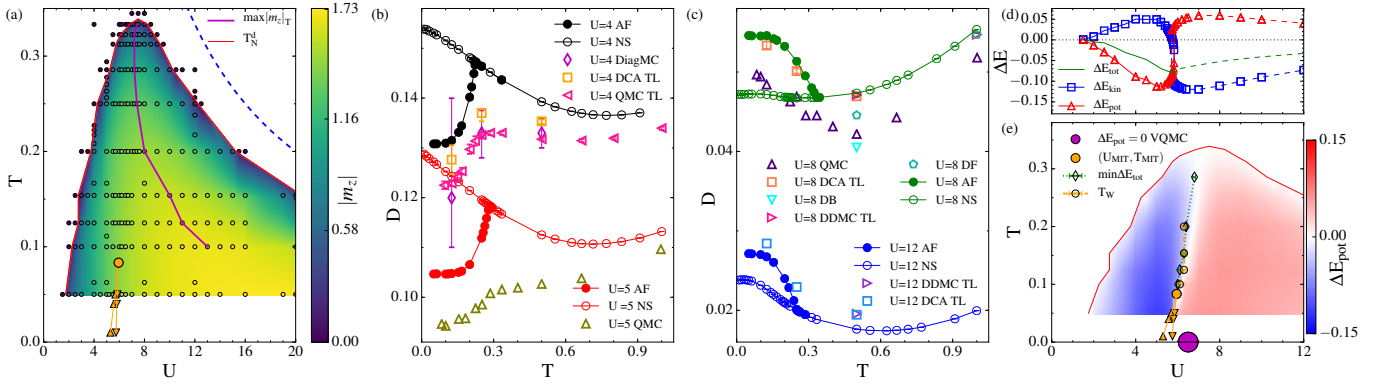 (a)
max|m_z|_T
T_N^d
T
0.3
0.2
0.1
0.0
0 4 8 12 16 20
U
1.73
1.16
0.58
0.00
|m_z|
(b)
U=4 AF
U=4 NS
U=4 DiagMC
U=4 DCA TL
U=4 QMC TL
U=5 AF
U=5 NS
U=5 QMC
D
0.14
0.12
0.10
0.0 0.3 0.6 0.9
T
(c)
U=8 QMC
U=8 DCA TL
U=8 DB
U=8 DDMC TL
U=8 DF
U=8 AF
U=8 NS
U=12 AF
U=12 NS
U=12 DDMC TL
U=12 DCA TL
D
0.04
0.02
0.0 0.3 0.6 0.9
T
(d)
ΔE
0.05
0.00
−0.05
−0.10
−0.15
ΔE_tot
ΔE_kin
ΔE_pot
(e)
ΔE_pot = 0 VQMC
(U_MIT, T_MIT)
minΔE_tot
T_W
T
0.3
0.2
0.1
0.0
0 4 8 12
U
0.15
0.00
−0.15
ΔE_pot